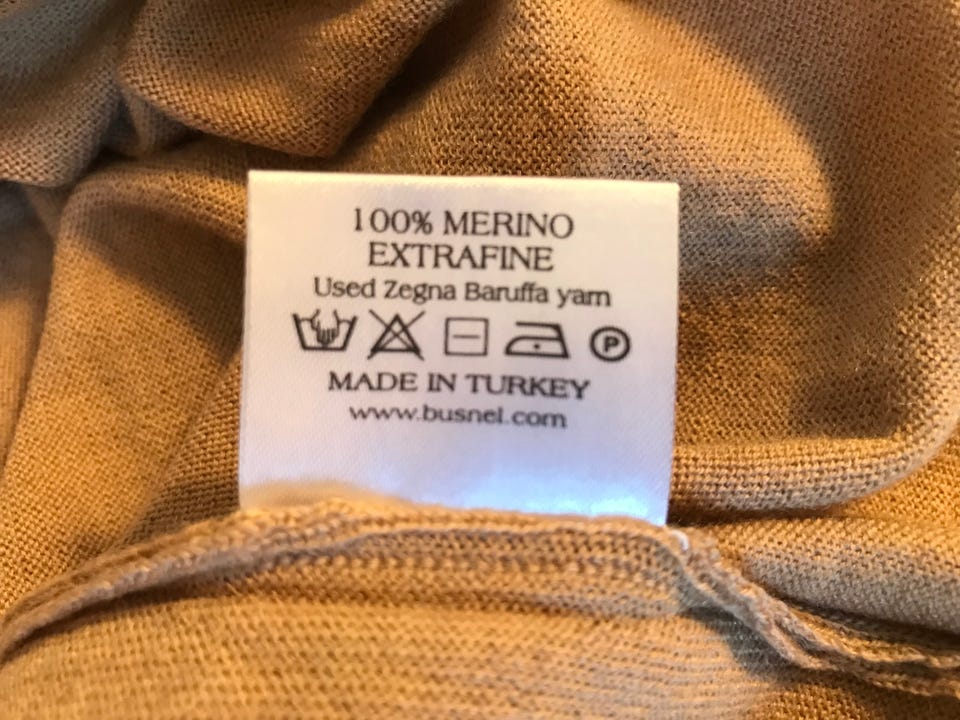 100% MERINO
EXTRAFINE
Used Zegna Baruffa yarn
P
MADE IN TURKEY
www.busnel.com